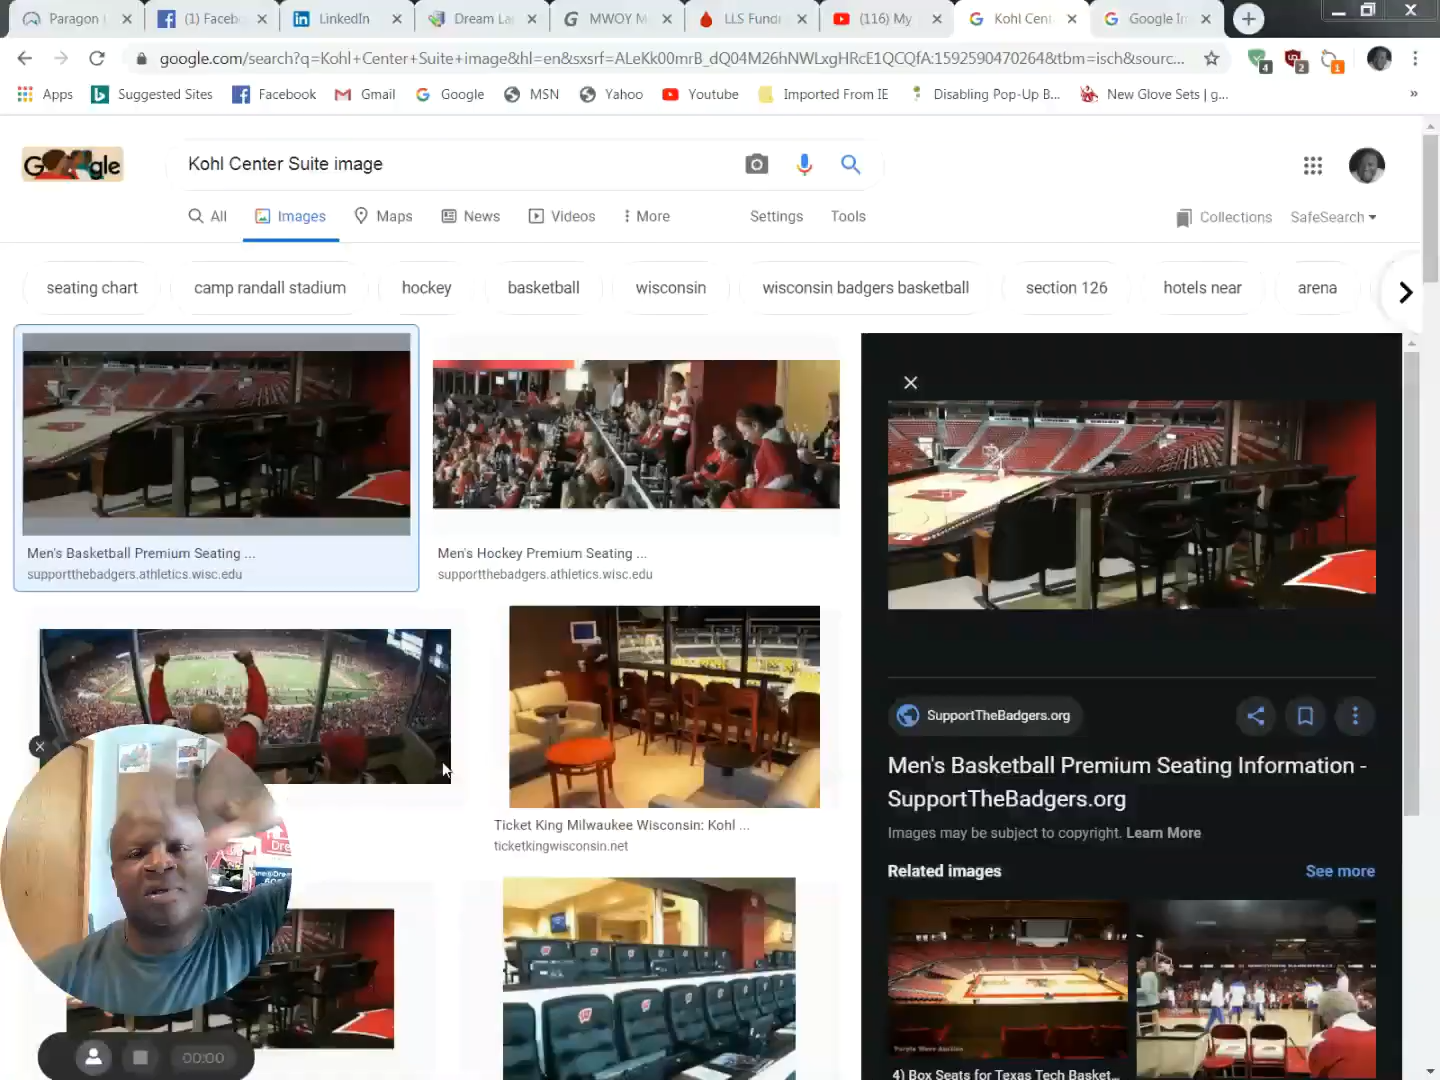 Paragon
(1) Faceb
LinkedIn
Dream La
MWOY M
LLS Fund
(116) My
Kohl Cent
Google Im
google.com/search?q=Kohl+Center+Suite+image&hl=en&sxsrf=ALeKk00mrB_dQ04M26hNWLxgHRcE1QCQfA:1592590470264&tbm=isch&sourc...
4
2
1
Apps
Suggested Sites
Facebook
Gmail
Google
MSN
Yahoo
Youtube
Imported From IE
Disabling Pop-Up B...
New Glove Sets | g...
»
Google
Kohl Center Suite image
All
Images
Maps
News
Videos
More
Settings
Tools
Collections
SafeSearch
seating chart
camp randall stadium
hockey
basketball
wisconsin
wisconsin badgers basketball
section 126
hotels near
arena
Men's Basketball Premium Seating ...
supportthebadgers.athletics.wisc.edu
Men's Hockey Premium Seating ...
supportthebadgers.athletics.wisc.edu
Ticket King Milwaukee Wisconsin: Kohl ...
ticketkingwisconsin.net
SupportTheBadgers.org
Men's Basketball Premium Seating Information -
SupportTheBadgers.org
Images may be subject to copyright. Learn More
Related images
See more
4) Box Seats for Texas Tech Basket...
00:00